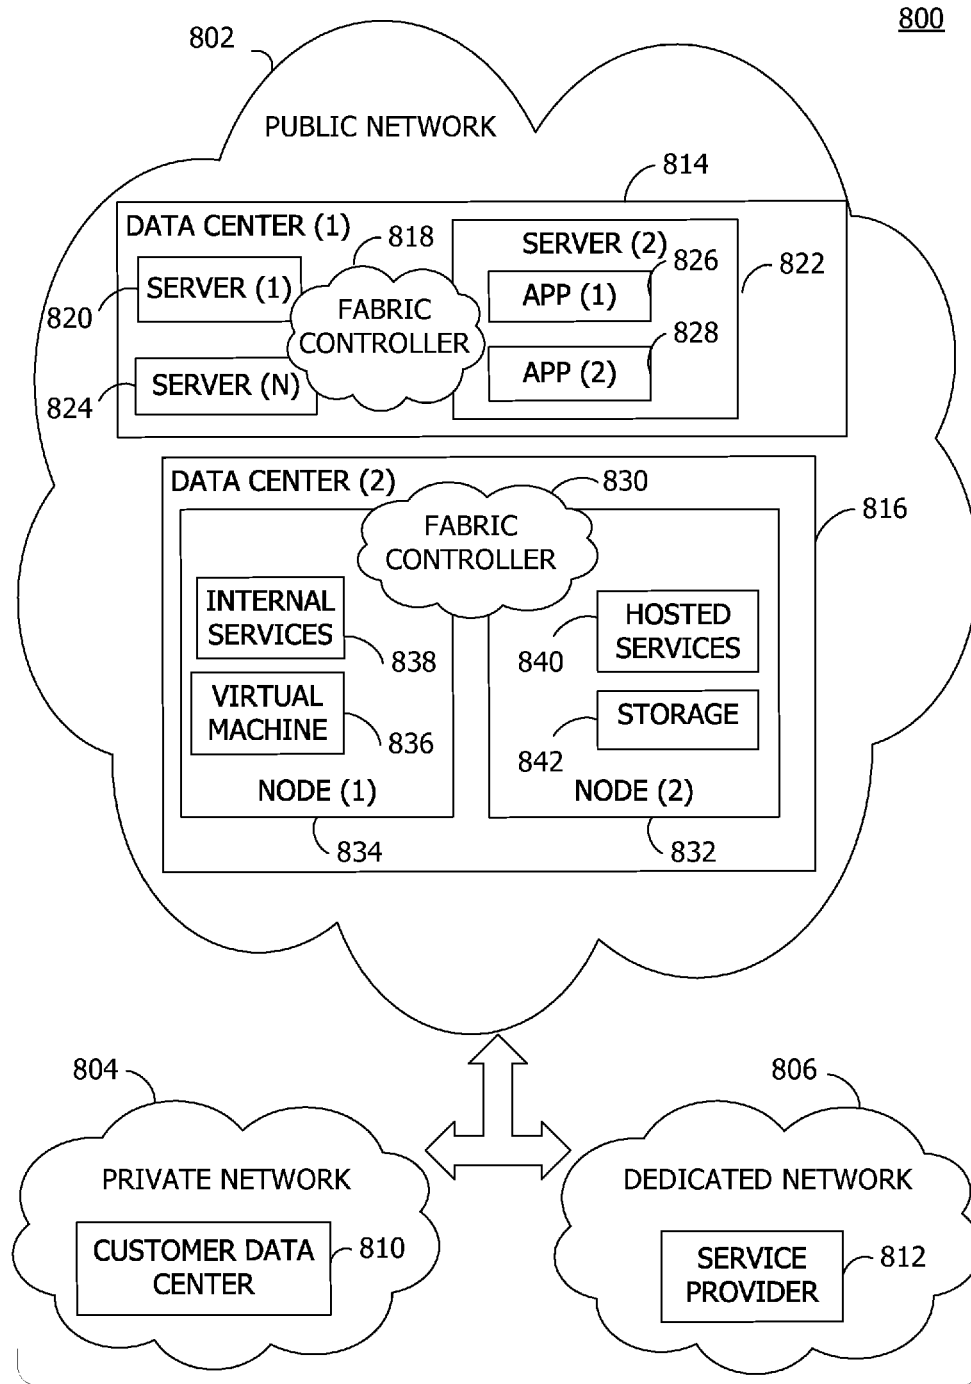 800
802
PUBLIC NETWORK
814
DATA CENTER (1)
818
SERVER (2)
826
822
SERVER (1)
APP (1)
820
FABRIC
CONTROLLER
828
SERVER (N)
APP (2)
824
DATA CENTER (2)
830
816
FABRIC
CONTROLLER
INTERNAL
SERVICES
838
HOSTED
SERVICES
840
VIRTUAL
MACHINE
836
STORAGE
842
NODE (1)
NODE (2)
834
832
804
806
PRIVATE NETWORK
DEDICATED NETWORK
CUSTOMER DATA
CENTER
810
SERVICE
PROVIDER
812